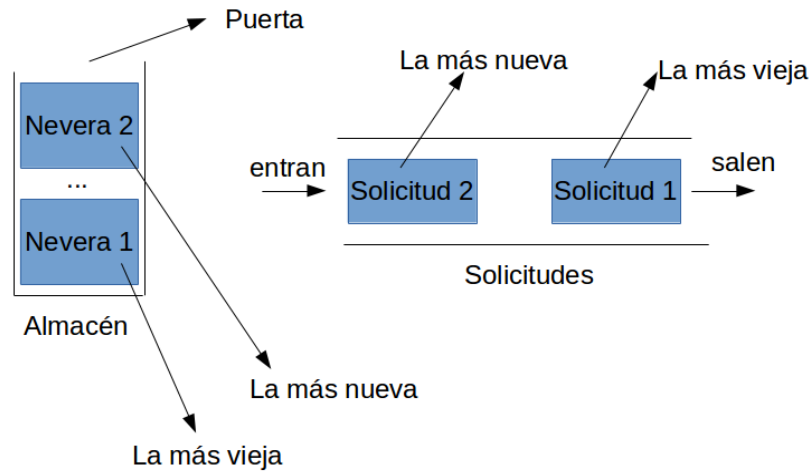 Puerta
Nevera 2
...
Nevera 1
Almacén
La más nueva
La más vieja
La más nueva
La más vieja
entran
Solicitud 2
Solicitud 1
salen
Solicitudes